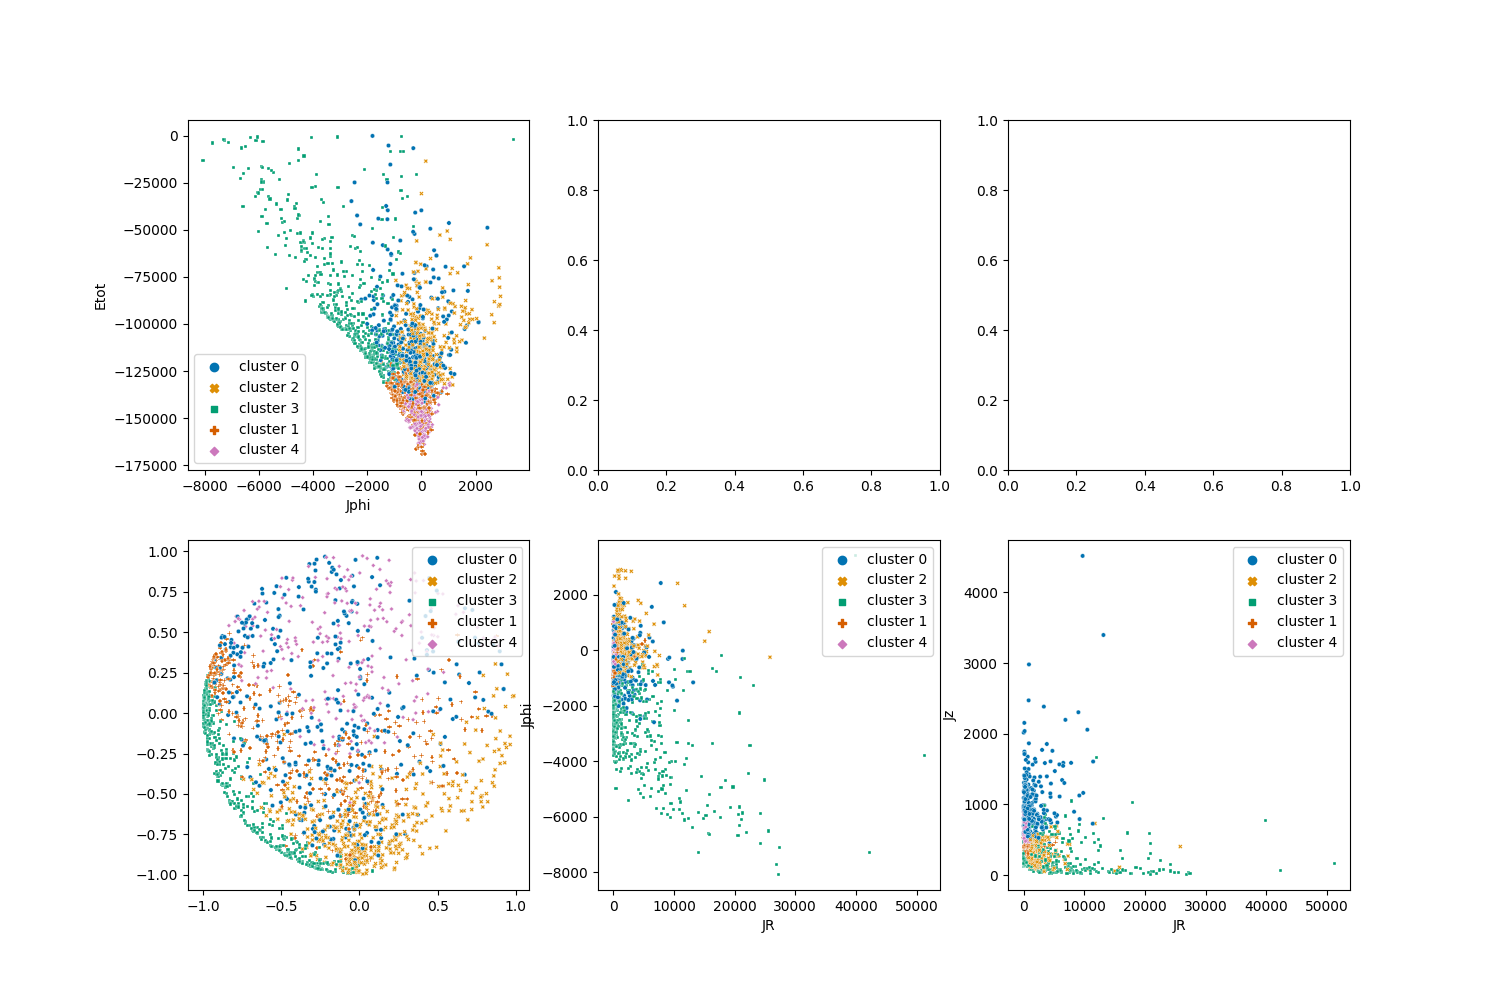 0
−25000
−50000
−75000
−100000
−125000
−150000
−175000
Etot
−8000 −6000 −4000 −2000 0 2000
Jphi
cluster 0
cluster 2
cluster 3
cluster 1
cluster 4
1.0
0.8
0.6
0.4
0.2
0.0
0.0 0.2 0.4 0.6 0.8 1.0
1.0
0.8
0.6
0.4
0.2
0.0
0.0 0.2 0.4 0.6 0.8 1.0
1.00
0.75
0.50
0.25
0.00
−0.25
−0.50
−0.75
−1.00
−1.0 −0.5 0.0 0.5 1.0
cluster 0
cluster 2
cluster 3
cluster 1
cluster 4
Jphi
2000
0
−2000
−4000
−6000
−8000
0 10000 20000 30000 40000 50000
JR
cluster 0
cluster 2
cluster 3
cluster 1
cluster 4
Jz
4000
3000
2000
1000
0
0 10000 20000 30000 40000 50000
JR
cluster 0
cluster 2
cluster 3
cluster 1
cluster 4